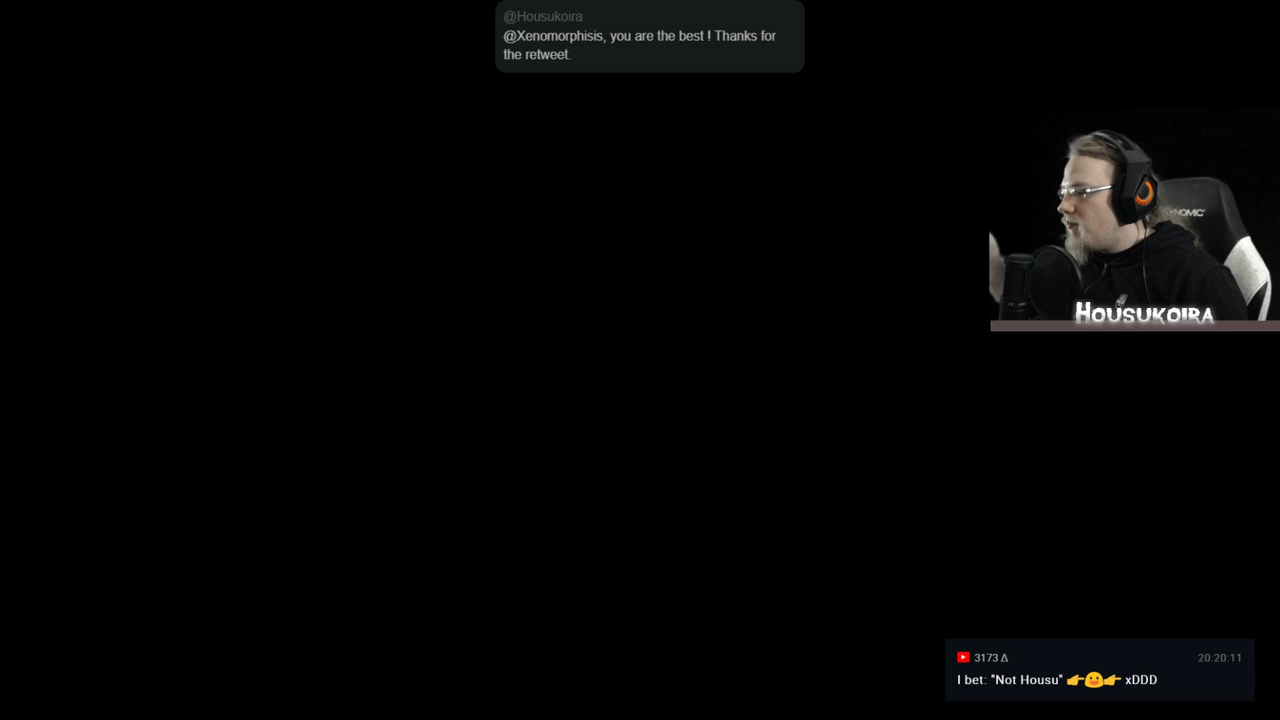 @Housukoira
@Xenomorphisis, you are the best ! Thanks for
the retweet.
HOUSUKOIRA
3173 Δ 20:20:11
I bet: "Not Housu" 👉😃👉 xDDD